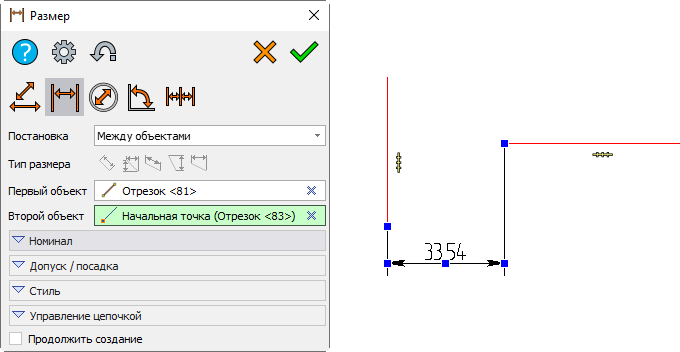 Размер
?
Постановка Между объектами
Тип размера
Первый объект Отрезок <81>
Второй объект Начальная точка (Отрезок <83>)
Номинал
Допуск / посадка
Стиль
Управление цепочкой
Продолжить создание
33,54